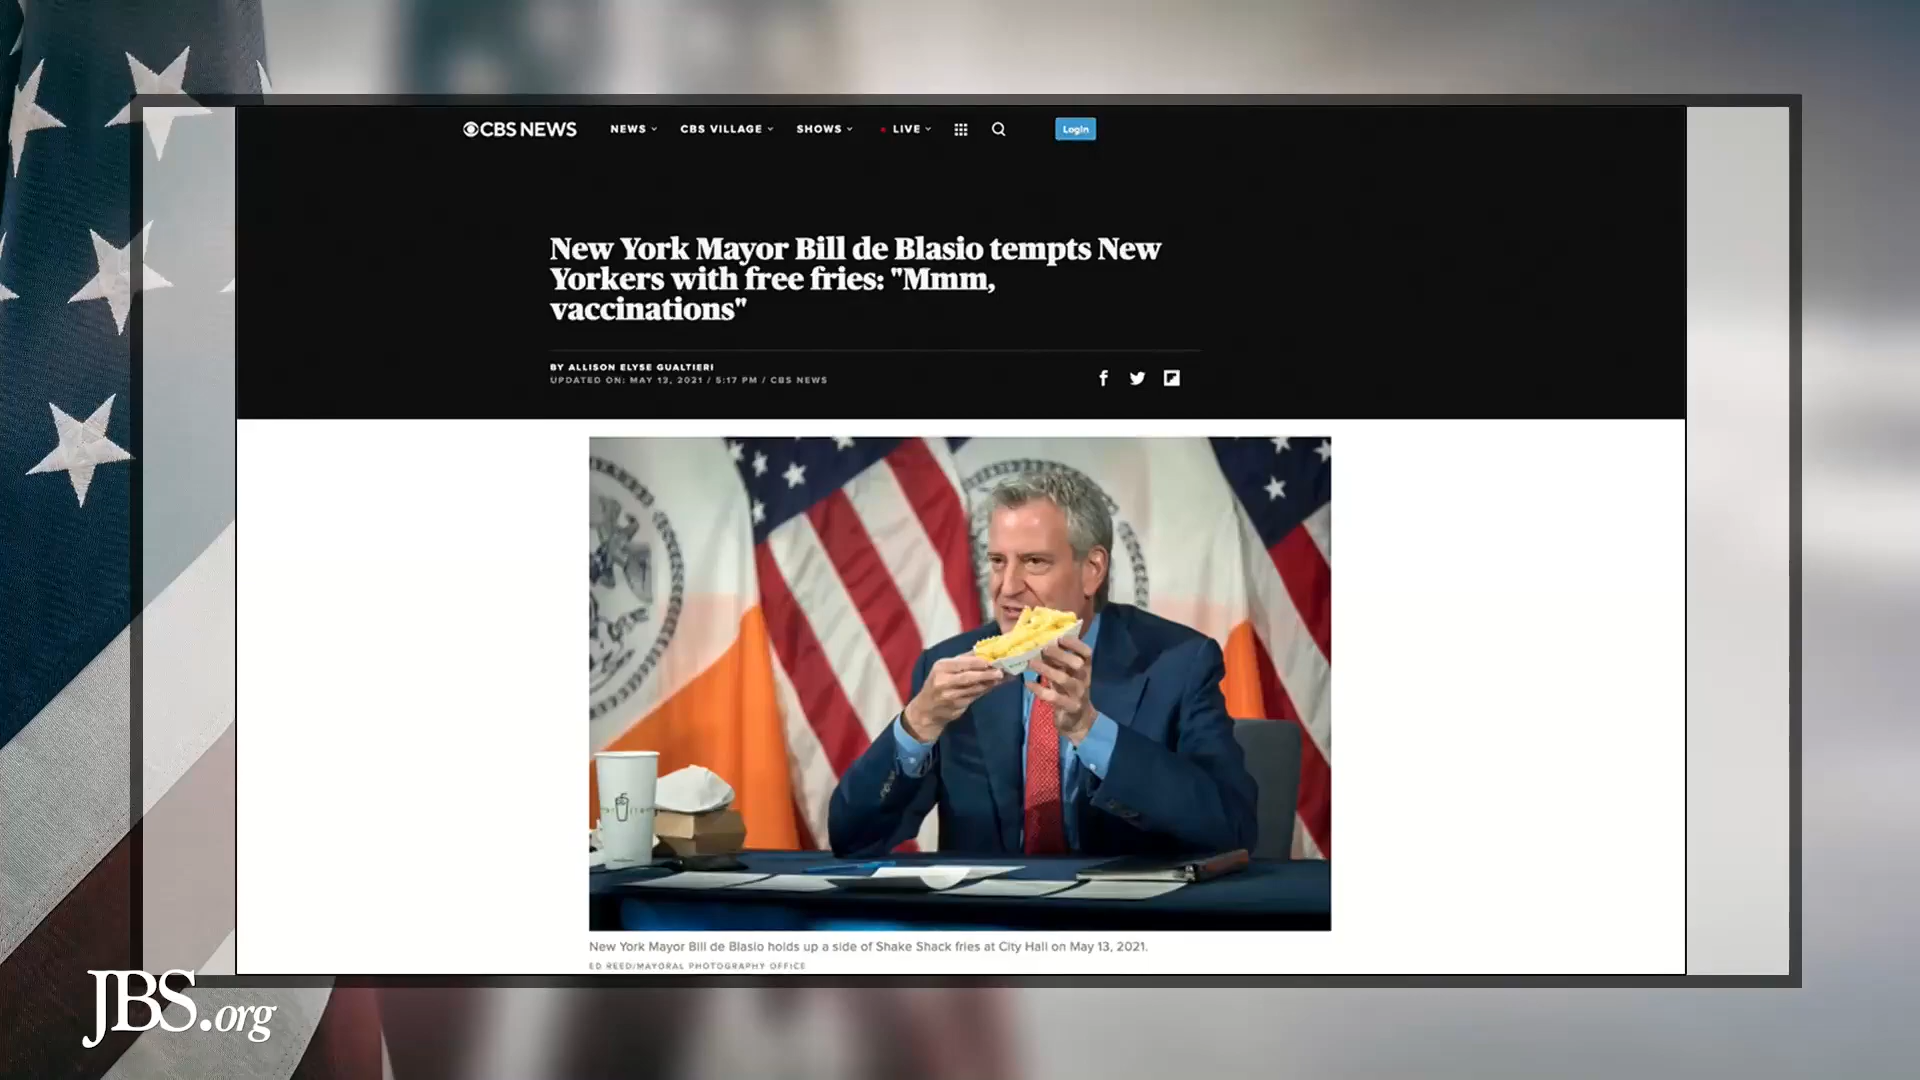 CBS NEWS
NEWS
CBS VILLAGE
SHOWS
LIVE
Login
New York Mayor Bill de Blasio tempts New
Yorkers with free fries: "Mmm,
vaccinations"
BY ALLISON ELYSE GUALTIERI
UPDATED ON: MAY 13, 2021 / 5:17 PM / CBS NEWS
New York Mayor Bill de Blasio holds up a side of Shake Shack fries at City Hall on May 13, 2021.
ED REED/MAYORAL PHOTOGRAPHY OFFICE
JBS.org